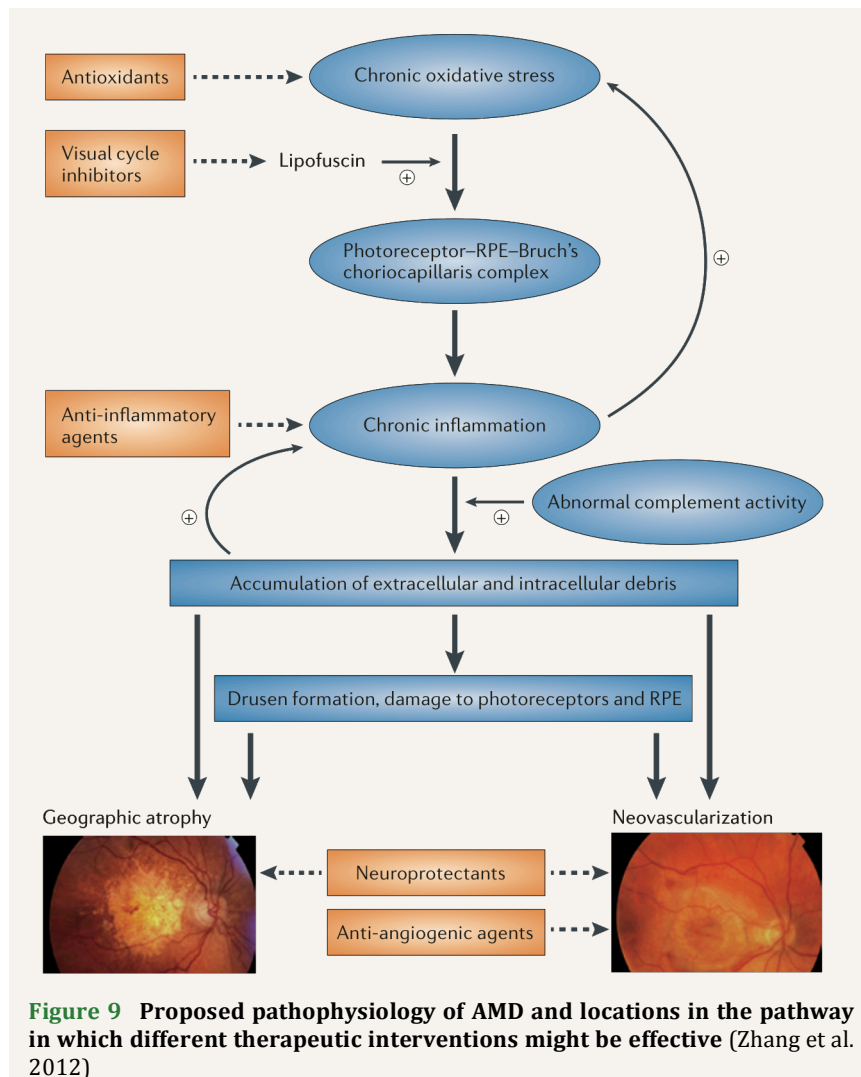 Antioxidants
Chronic oxidative stress
Visual cycle
inhibitors
Lipofuscin
+
Photoreceptor–RPE–Bruch's
choriocapillaris complex
+
Anti-inflammatory
agents
Chronic inflammation
+
+
Abnormal complement activity
Accumulation of extracellular and intracellular debris
Drusen formation, damage to photoreceptors and RPE
Geographic atrophy
Neovascularization
Neuroprotectants
Anti-angiogenic agents
Figure 9 Proposed pathophysiology of AMD and locations in the pathway
in which different therapeutic interventions might be effective (Zhang et al.
2012)